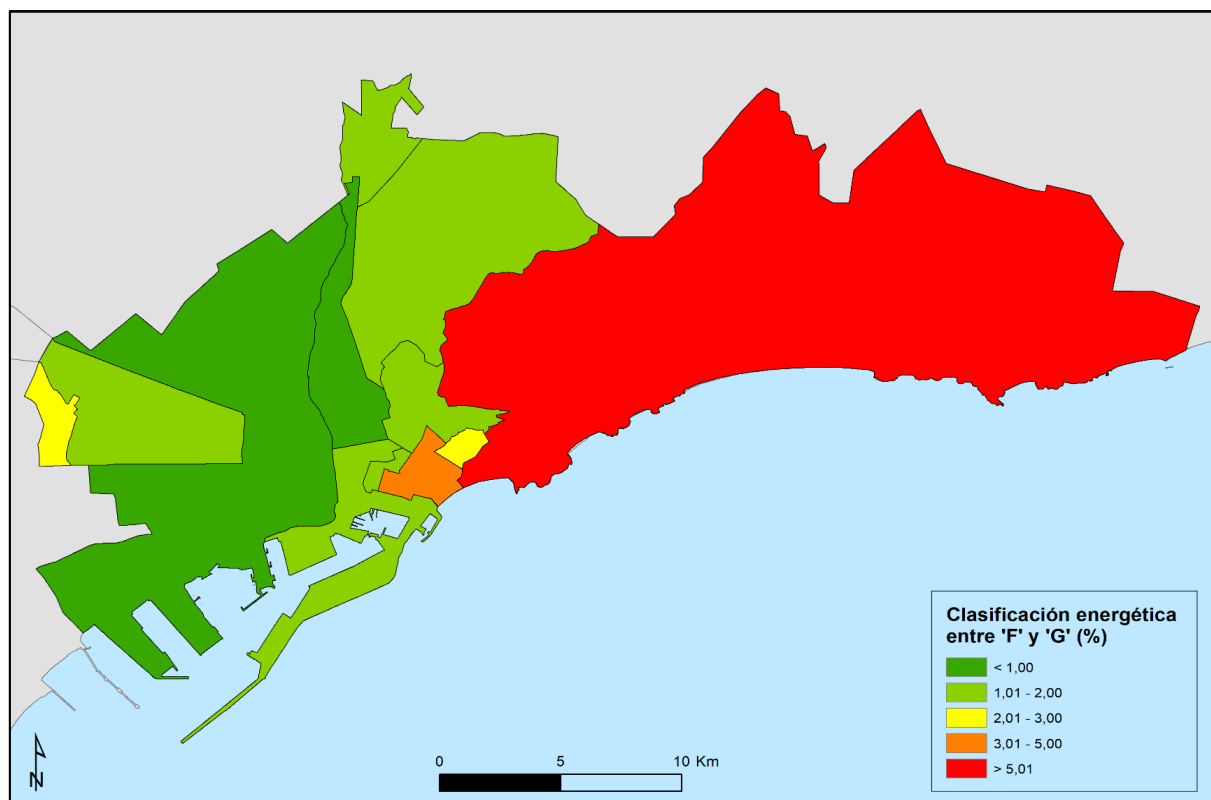 Clasificación energética
entre 'F' y 'G' (%)
< 1,00
1,01 - 2,00
2,01 - 3,00
3,01 - 5,00
> 5,01
N
0 5 10 Km